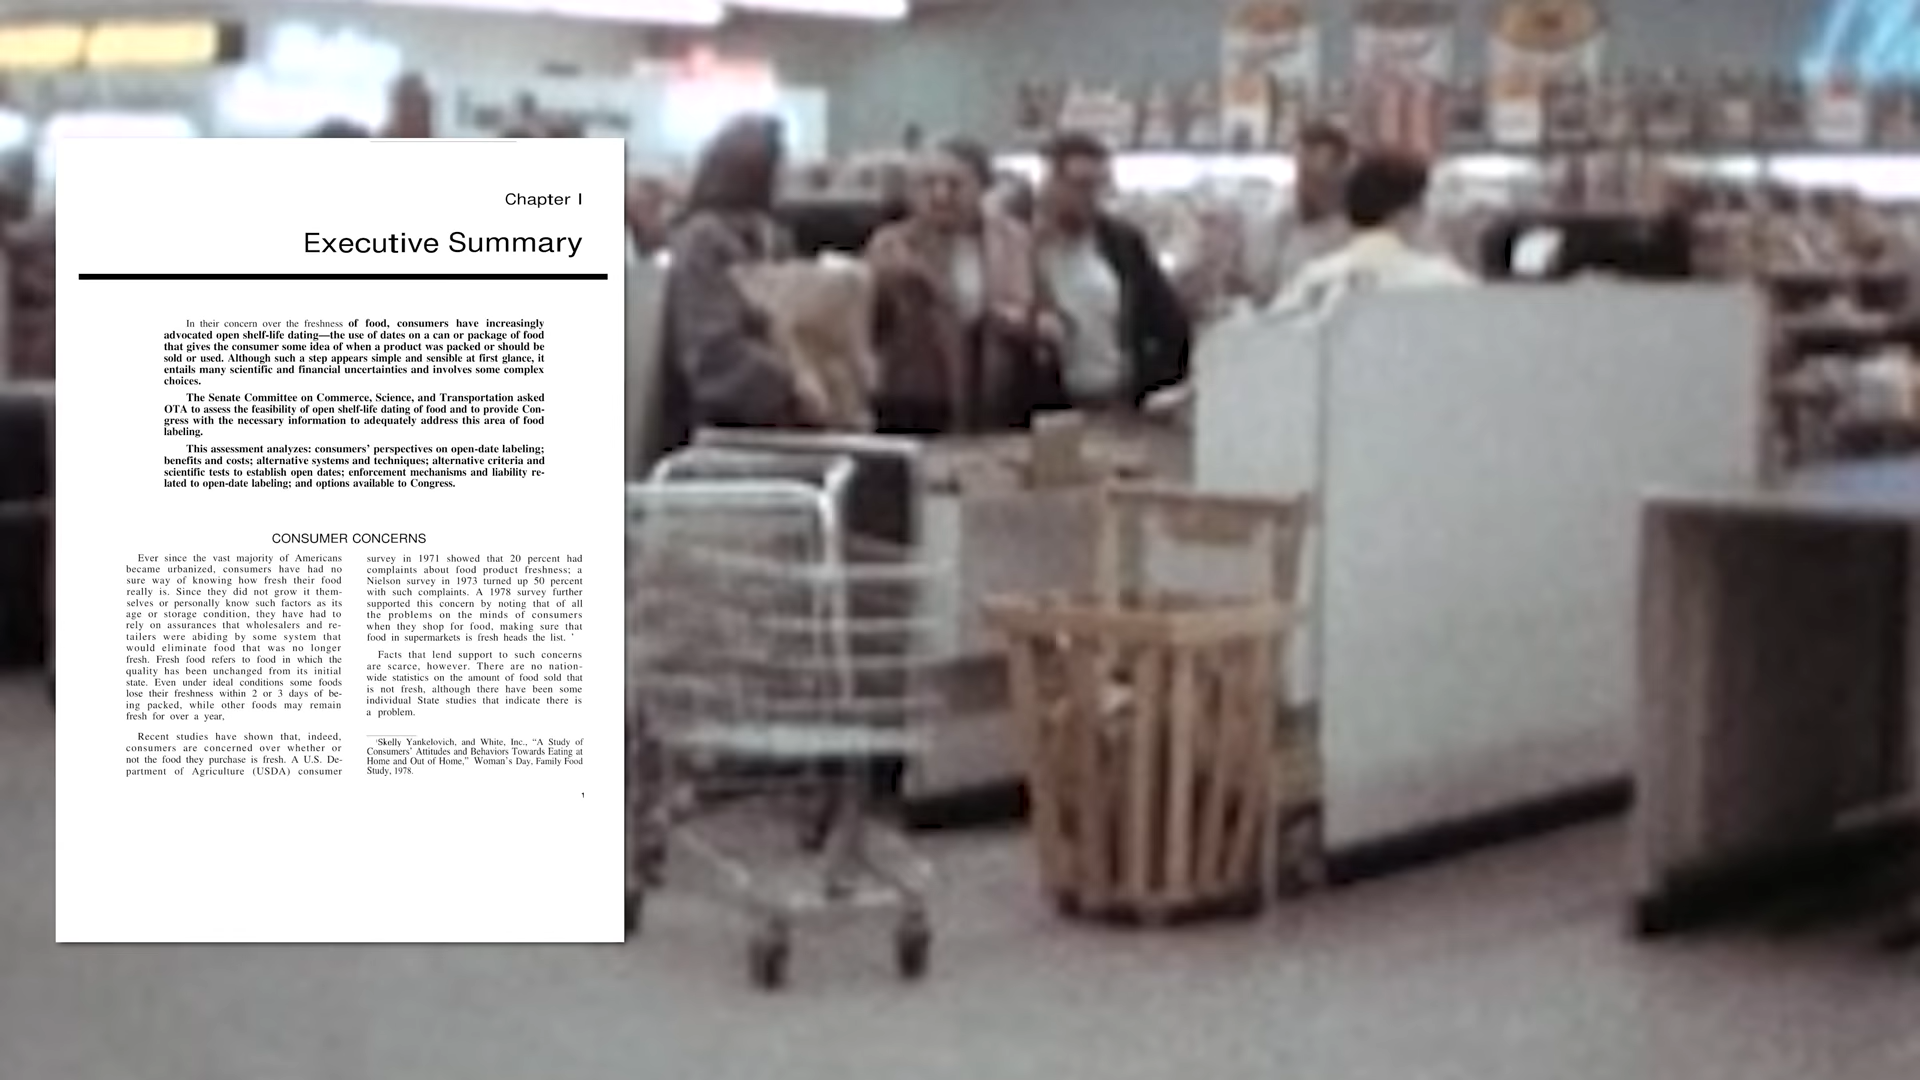 Chapter I
Executive Summary
In their concern over the freshness of food, consumers have increasingly
advocated open shelf-life dating—the use of dates on a can or package of food
that gives the consumer some idea of when a product was packed or should be
sold or used. Although such a step appears simple and sensible at first glance, it
entails many scientific and financial uncertainties and involves some complex
choices.
The Senate Committee on Commerce, Science, and Transportation asked
OTA to assess the feasibility of open shelf-life dating of food and to provide Con-
gress with the necessary information to adequately address this area of food
labeling.
This assessment analyzes: consumers' perspectives on open-date labeling;
benefits and costs; alternative systems and techniques; alternative criteria and
scientific tests to establish open dates; enforcement mechanisms and liability re-
lated to open-date labeling; and options available to Congress.
CONSUMER CONCERNS
Ever since the vast majority of Americans
became urbanized, consumers have had no
sure way of knowing how fresh their food
really is. Since they did not grow it them-
selves or personally know such factors as its
age or storage condition, they have had to
rely on assurances that wholesalers and re-
tailers were abiding by some system that
would eliminate food that was no longer
fresh. Fresh food refers to food in which the
quality has been unchanged from its initial
state. Even under ideal conditions some foods
lose their freshness within 2 or 3 days of be-
ing packed, while other foods may remain
fresh for over a year,
Recent studies have shown that, indeed,
consumers are concerned over whether or
not the food they purchase is fresh. A U.S. De-
partment of Agriculture (USDA) consumer
survey in 1971 showed that 20 percent had
complaints about food product freshness; a
Nielson survey in 1973 turned up 50 percent
with such complaints. A 1978 survey further
supported this concern by noting that of all
the problems on the minds of consumers
when they shop for food, making sure that
food in supermarkets is fresh heads the list. '
Facts that lend support to such concerns
are scarce, however. There are no nation-
wide statistics on the amount of food sold that
is not fresh, although there have been some
individual State studies that indicate there is
a problem.
'Skelly Yankelovich, and White, Inc., "A Study of
Consumers' Attitudes and Behaviors Towards Eating at
Home and Out of Home," Woman's Day, Family Food
Study, 1978.
1